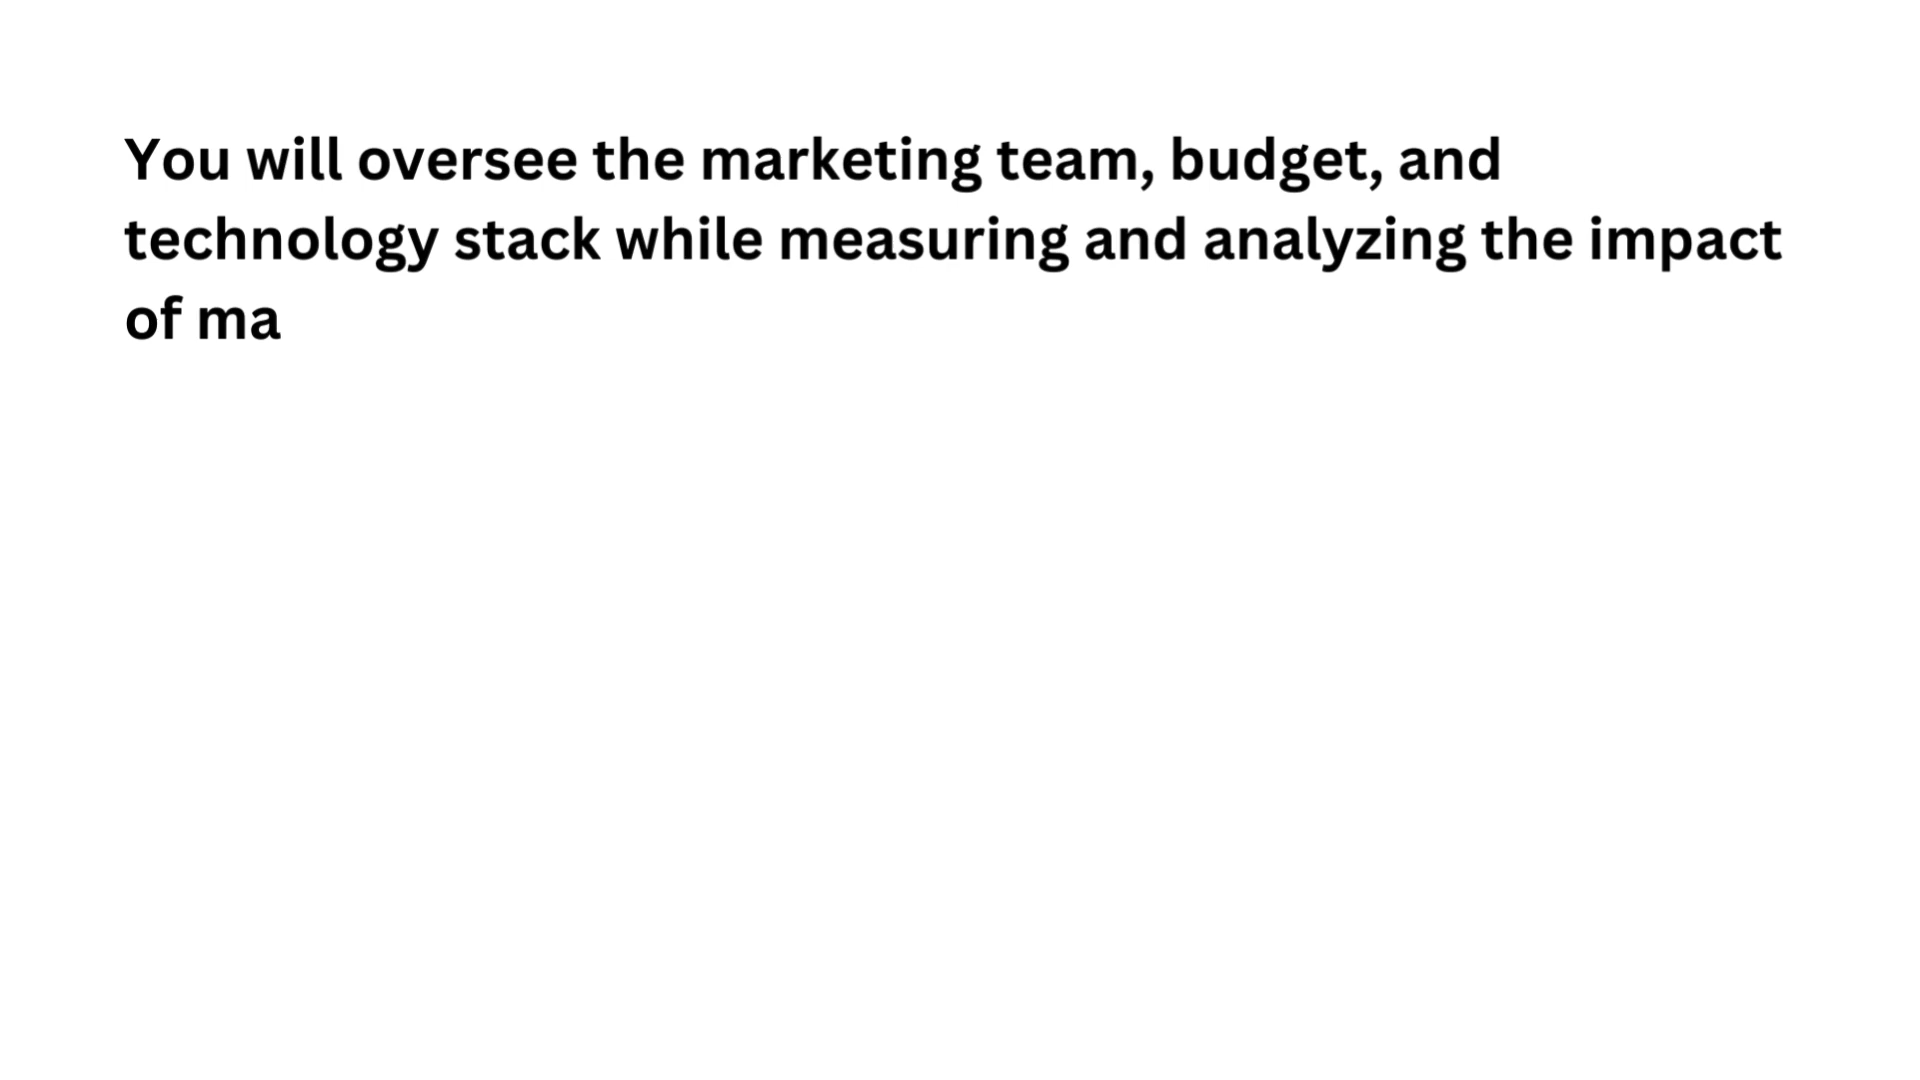 You will oversee the marketing team, budget, and
technology stack while measuring and analyzing the impact
of ma